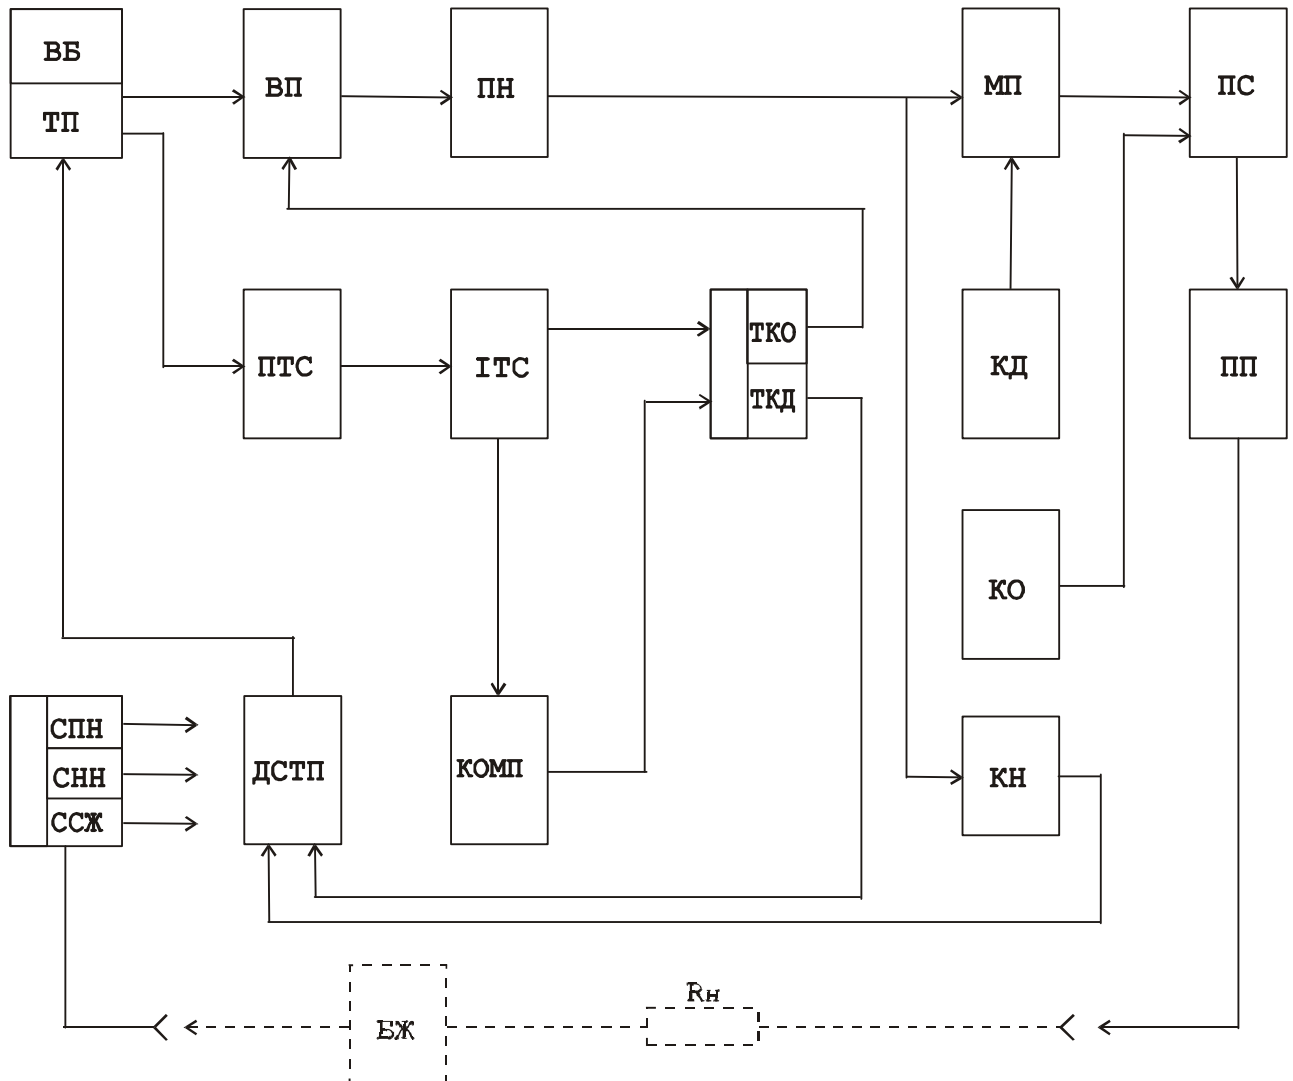 ВБ
ТП
ВП
ПН
МП
ПС
ПТС
ІТС
ТКО
ТКД
КД
ПП
КО
СПН
СНН
ССЖ
ДСТП
КОМП
КН
Rн
БЖ